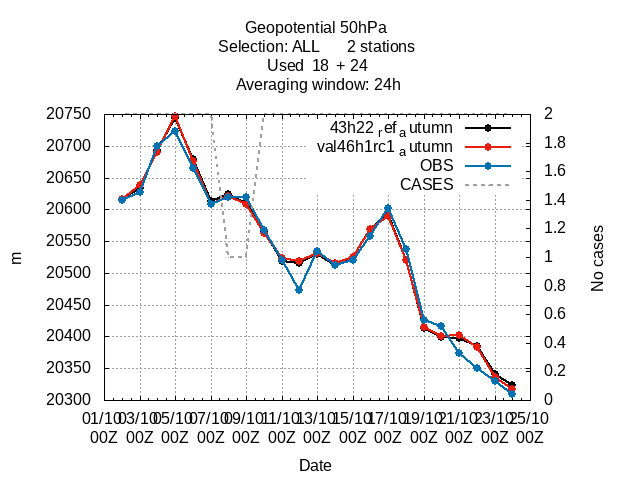 Geopotential 50hPa
Selection: ALL 2 stations
Used 18 + 24
Averaging window: 24h
43h22 refa utumn
val46h1rc1 a utumn
OBS
CASES
20750
20700
20650
20600
20550
20500
20450
20400
20350
20300
2
1.8
1.6
1.4
1.2
1
0.8
0.6
0.4
0.2
0
m
No cases
01/10 03/10 05/10 07/10 09/10 11/10 13/10 15/10 17/10 19/10 21/10 23/10 25/10
00Z 00Z 00Z 00Z 00Z 00Z 00Z 00Z 00Z 00Z 00Z 00Z 00Z
Date